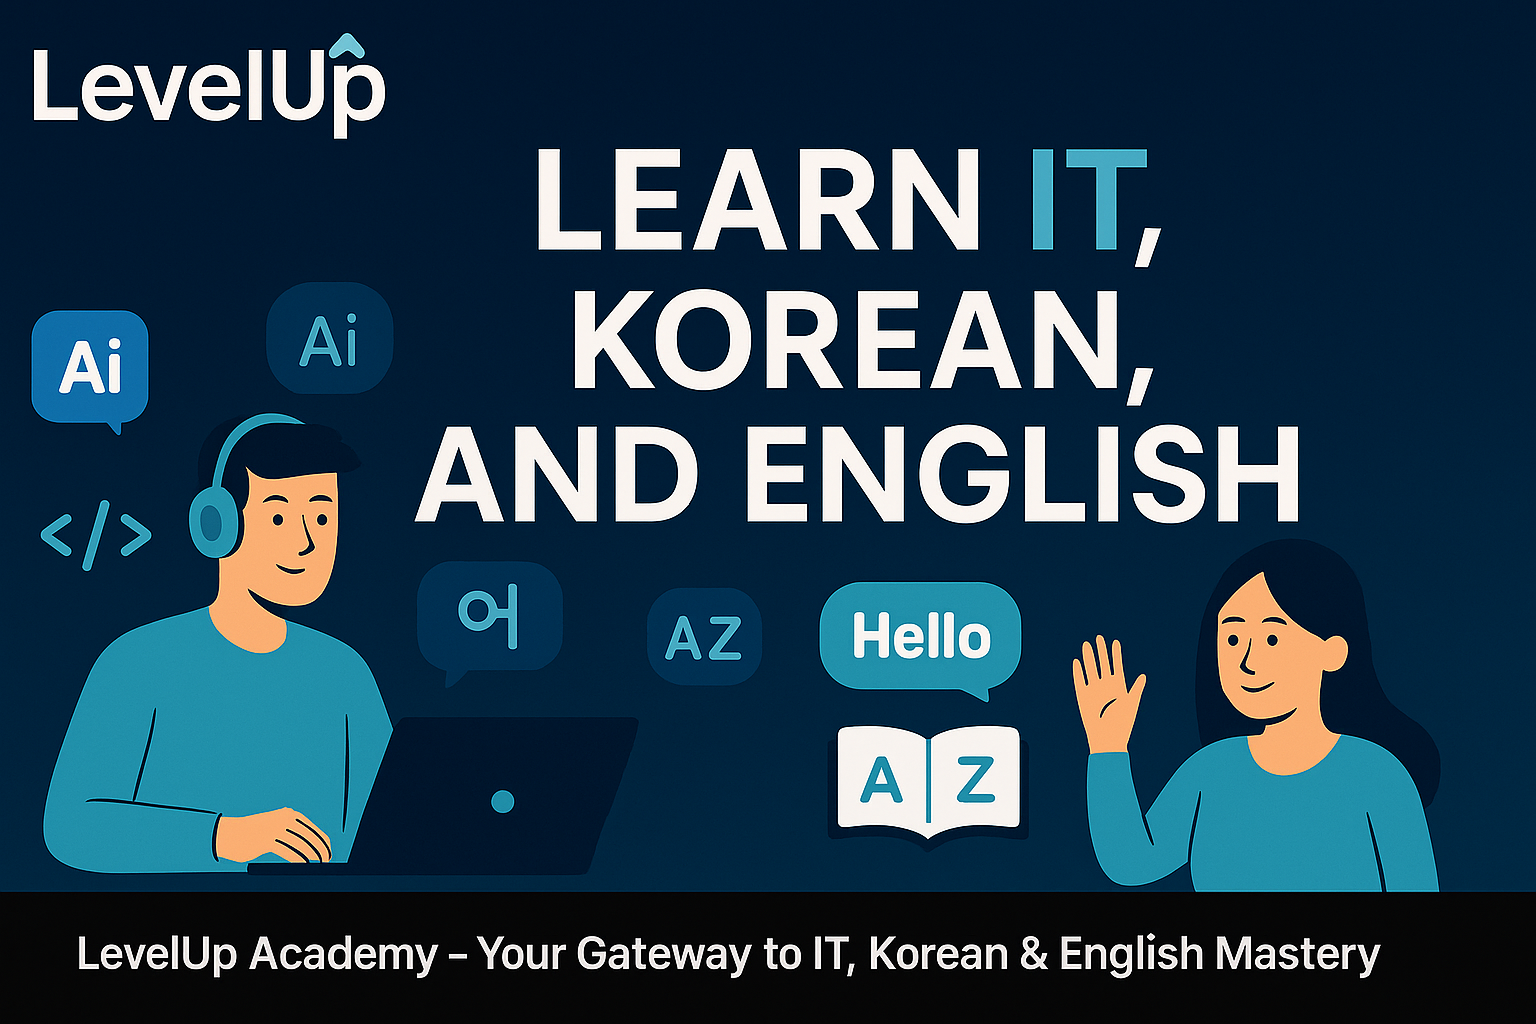 LevelUp
LEARN IT,
KOREAN,
AND ENGLISH
Ai
Ai
</>
어
AZ
Hello
A Z
LevelUp Academy – Your Gateway to IT, Korean & English Mastery